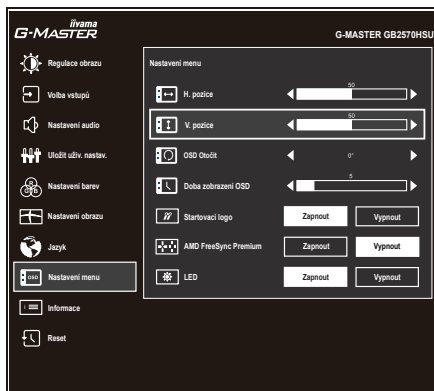 iiyama
G-MASTER
G-MASTER GB2570HSU
Regulace obrazu
Volba vstupů
Nastavení audio
Uložit uživ. nastav.
R
G B
Nastavení barev
Nastavení obrazu
Jazyk
OSD
Nastavení menu
i
Informace
Reset
Nastavení menu
H. pozice
50
V. pozice
50
OSD Otočit
0°
Doba zobrazení OSD
5
Startovací logo
Zapnout
Vypnout
AMD FreeSync Premium
Zapnout
Vypnout
LED
Zapnout
Vypnout